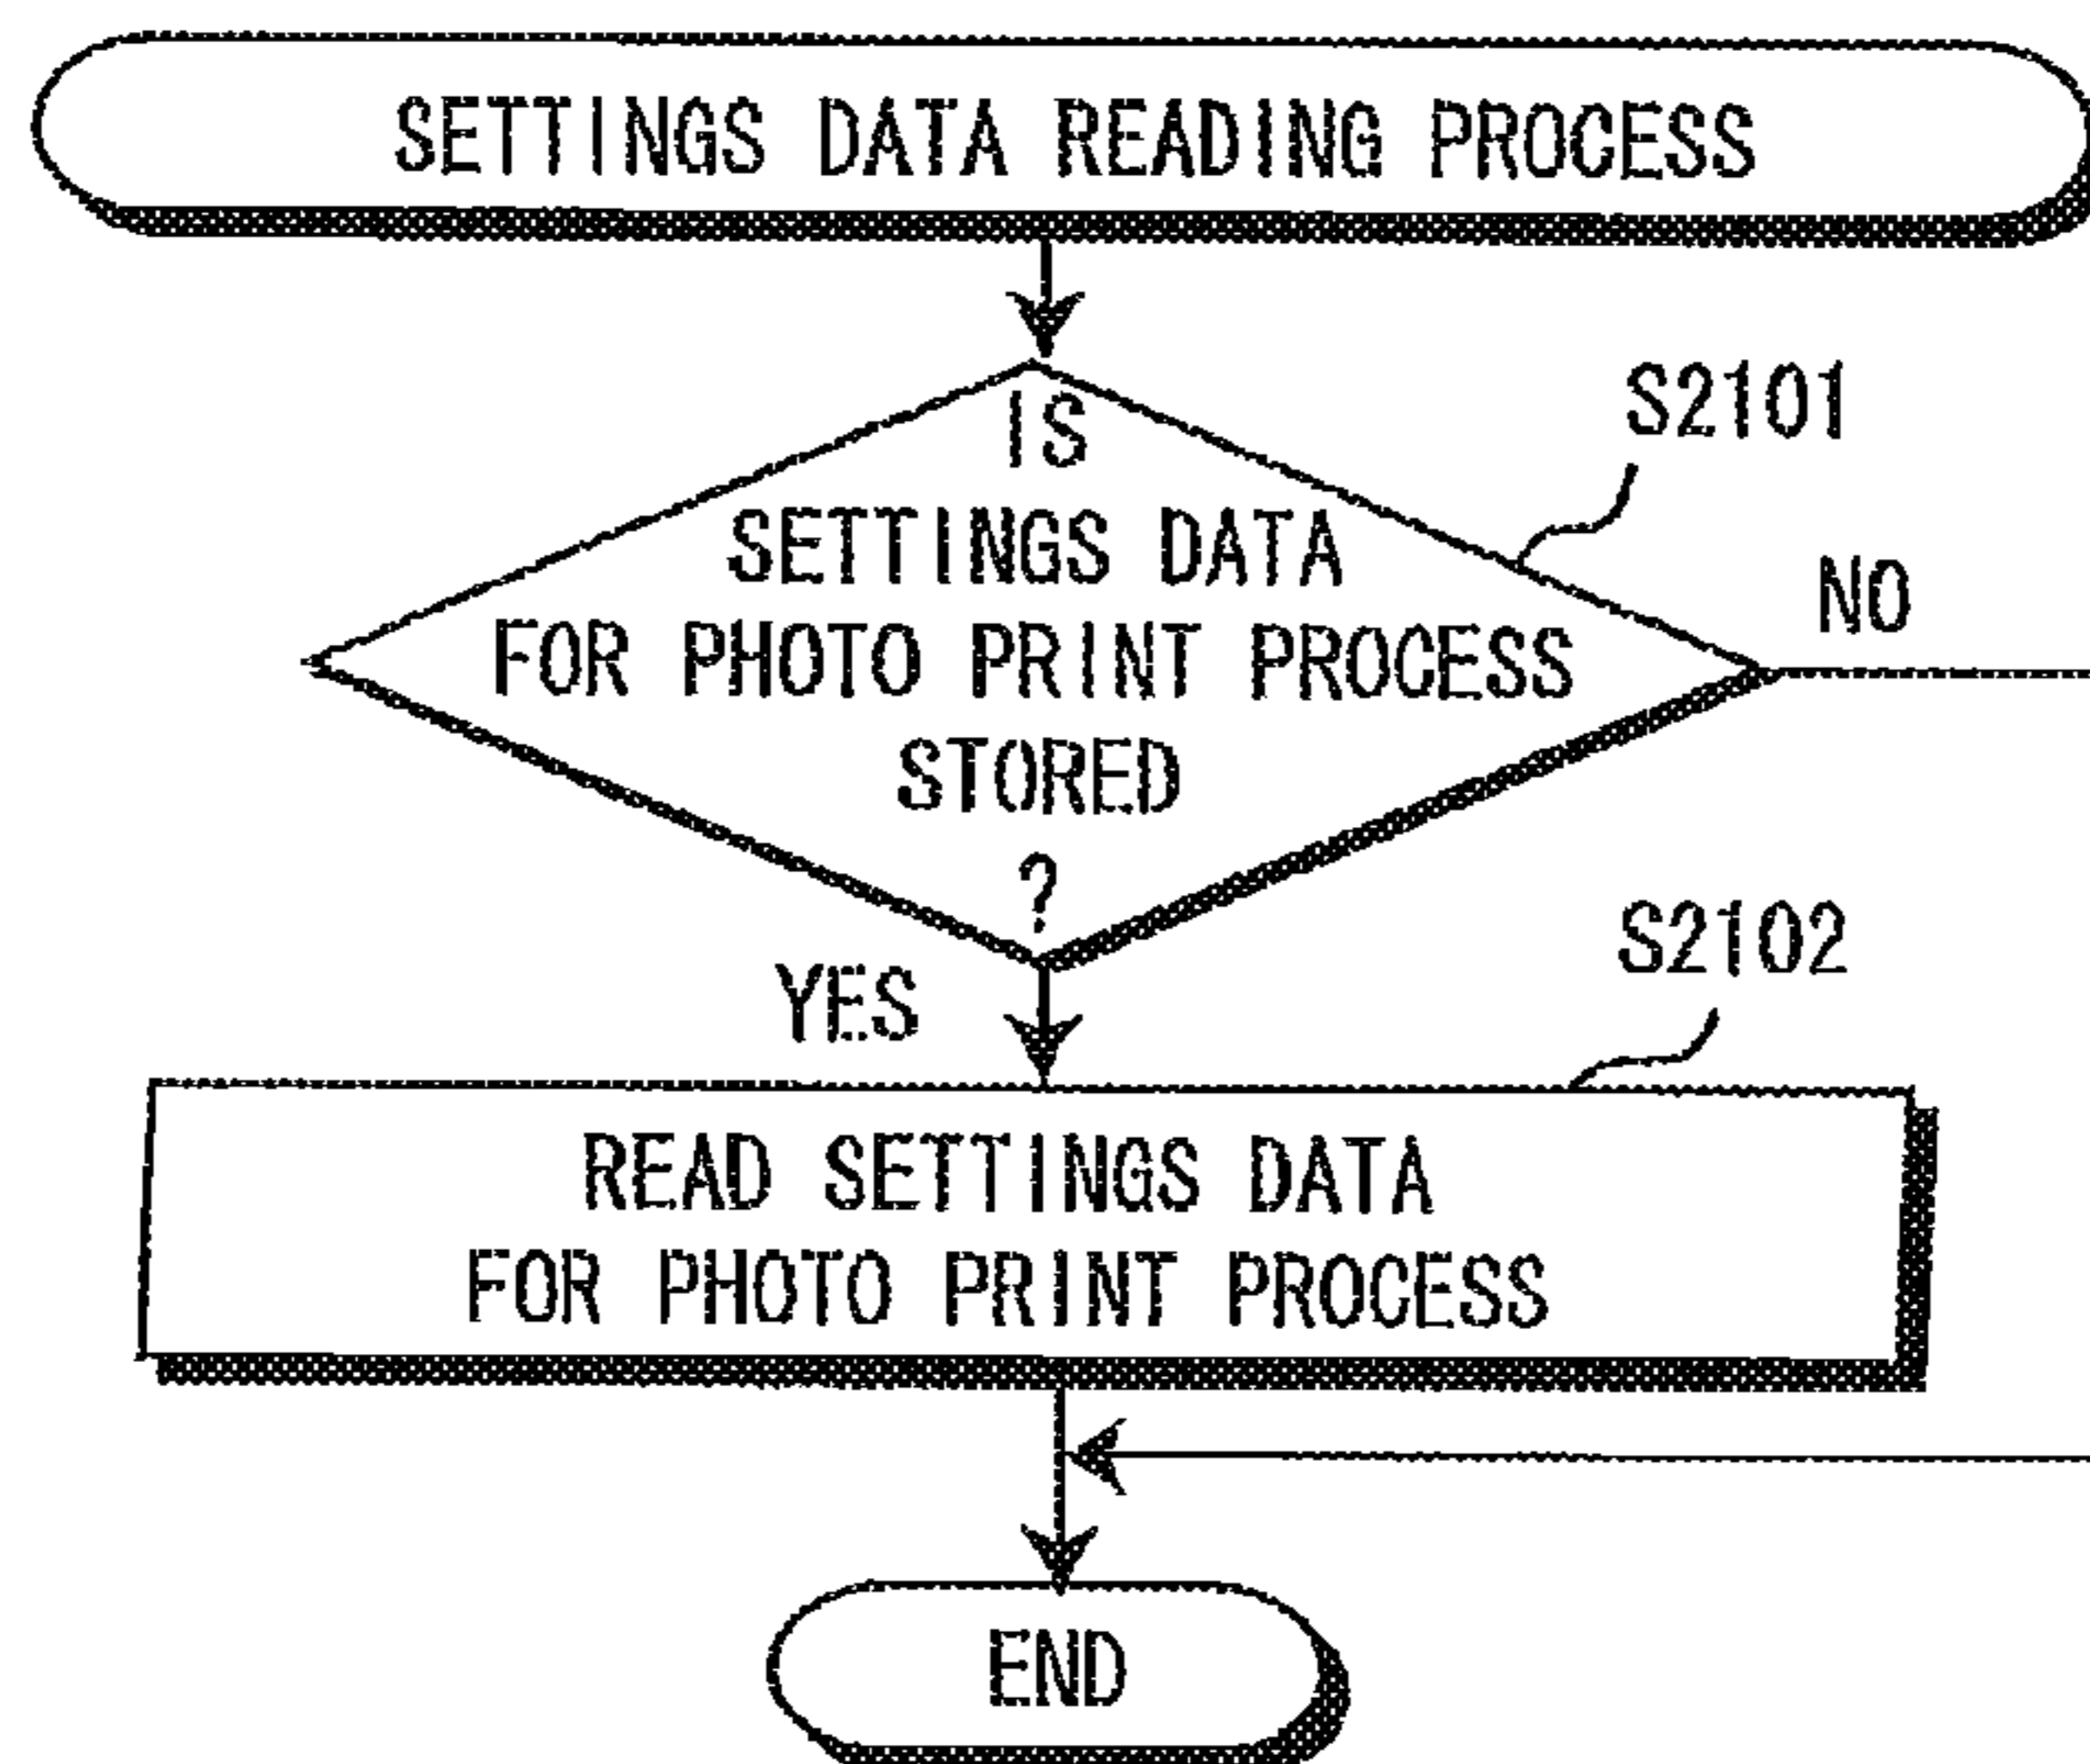 SETTINGS DATA READING PROCESS
IS
SETTINGS DATA
FOR PHOTO PRINT PROCESS
STORED
?
S2101
NO
YES
S2102
READ SETTINGS DATA
FOR PHOTO PRINT PROCESS
END